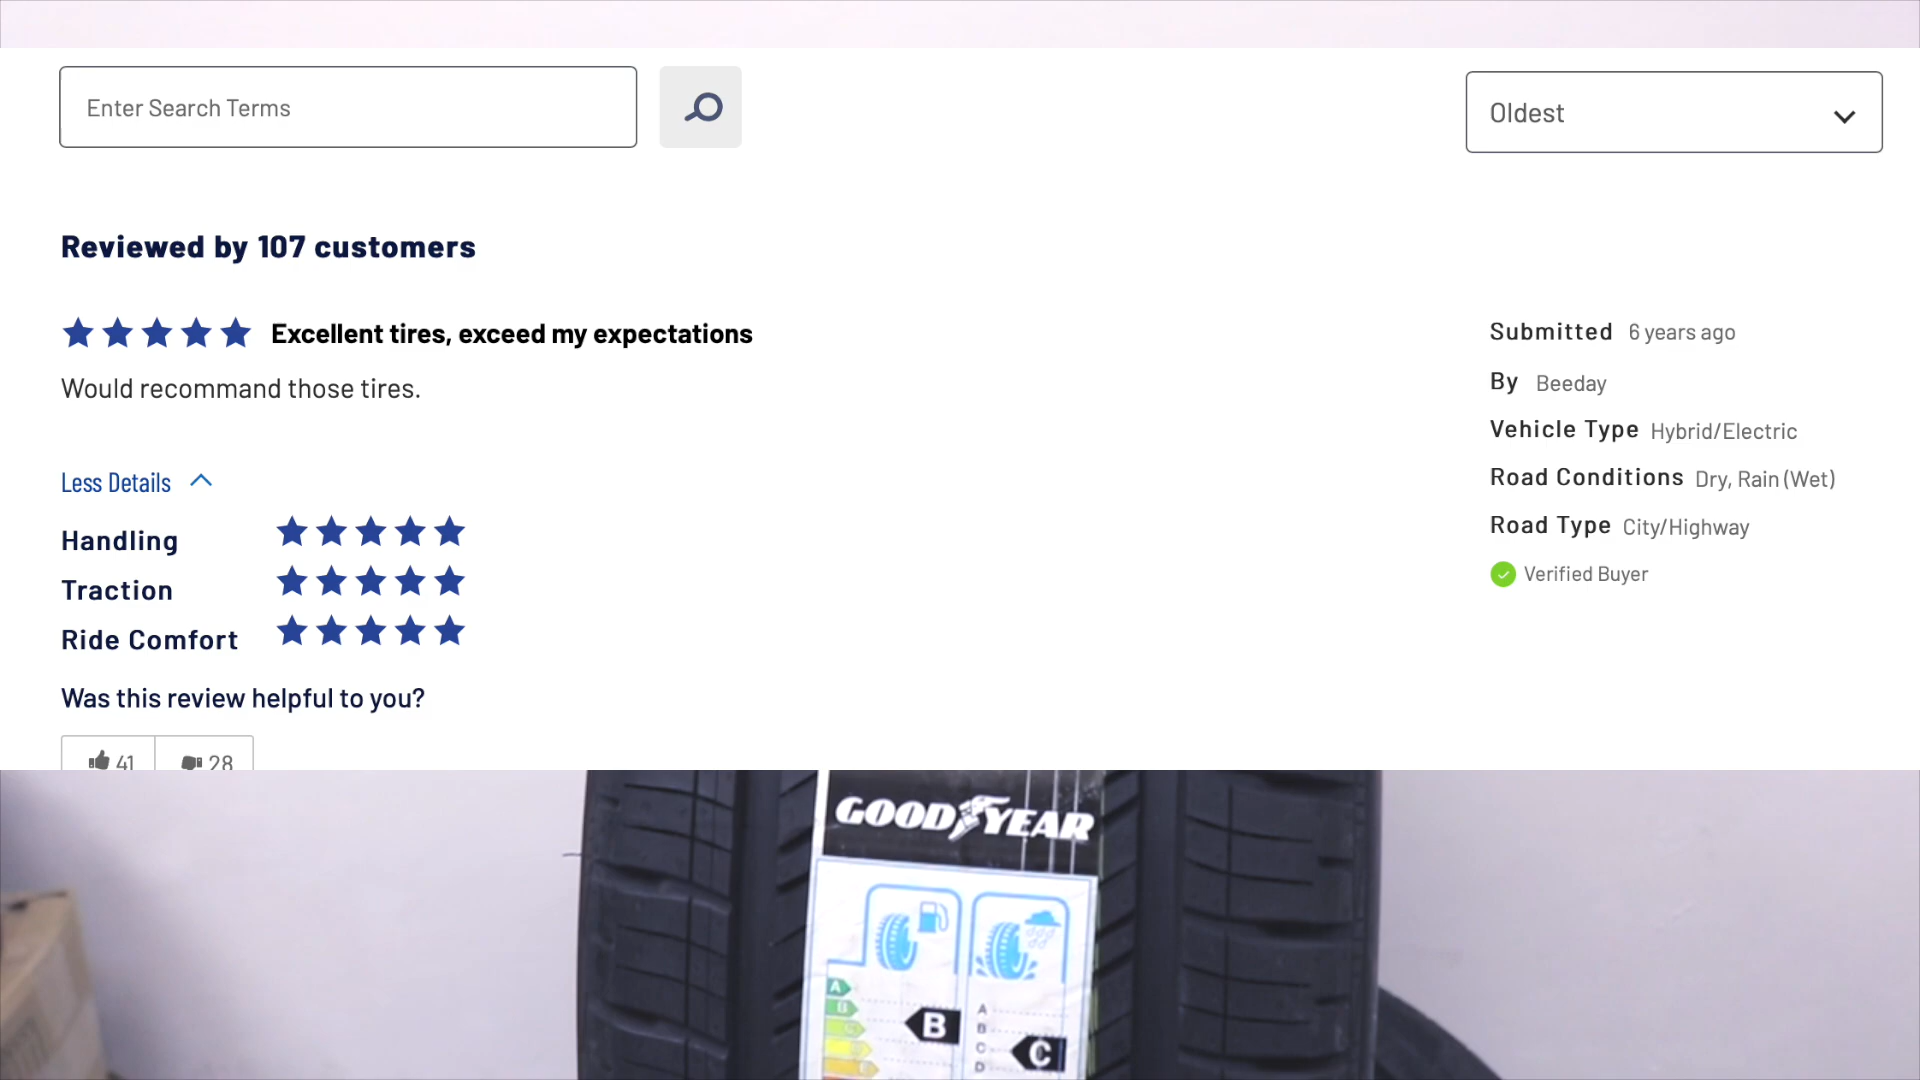 Enter Search Terms
Oldest
Reviewed by 107 customers
Excellent tires, exceed my expectations
Would recommand those tires.
Less Details
Handling
Traction
Ride Comfort
Was this review helpful to you?
41
28
Submitted 6 years ago
By Beeday
Vehicle Type Hybrid/Electric
Road Conditions Dry, Rain (Wet)
Road Type City/Highway
Verified Buyer
GOODYEAR
A
B
B
A
B
C
D
C